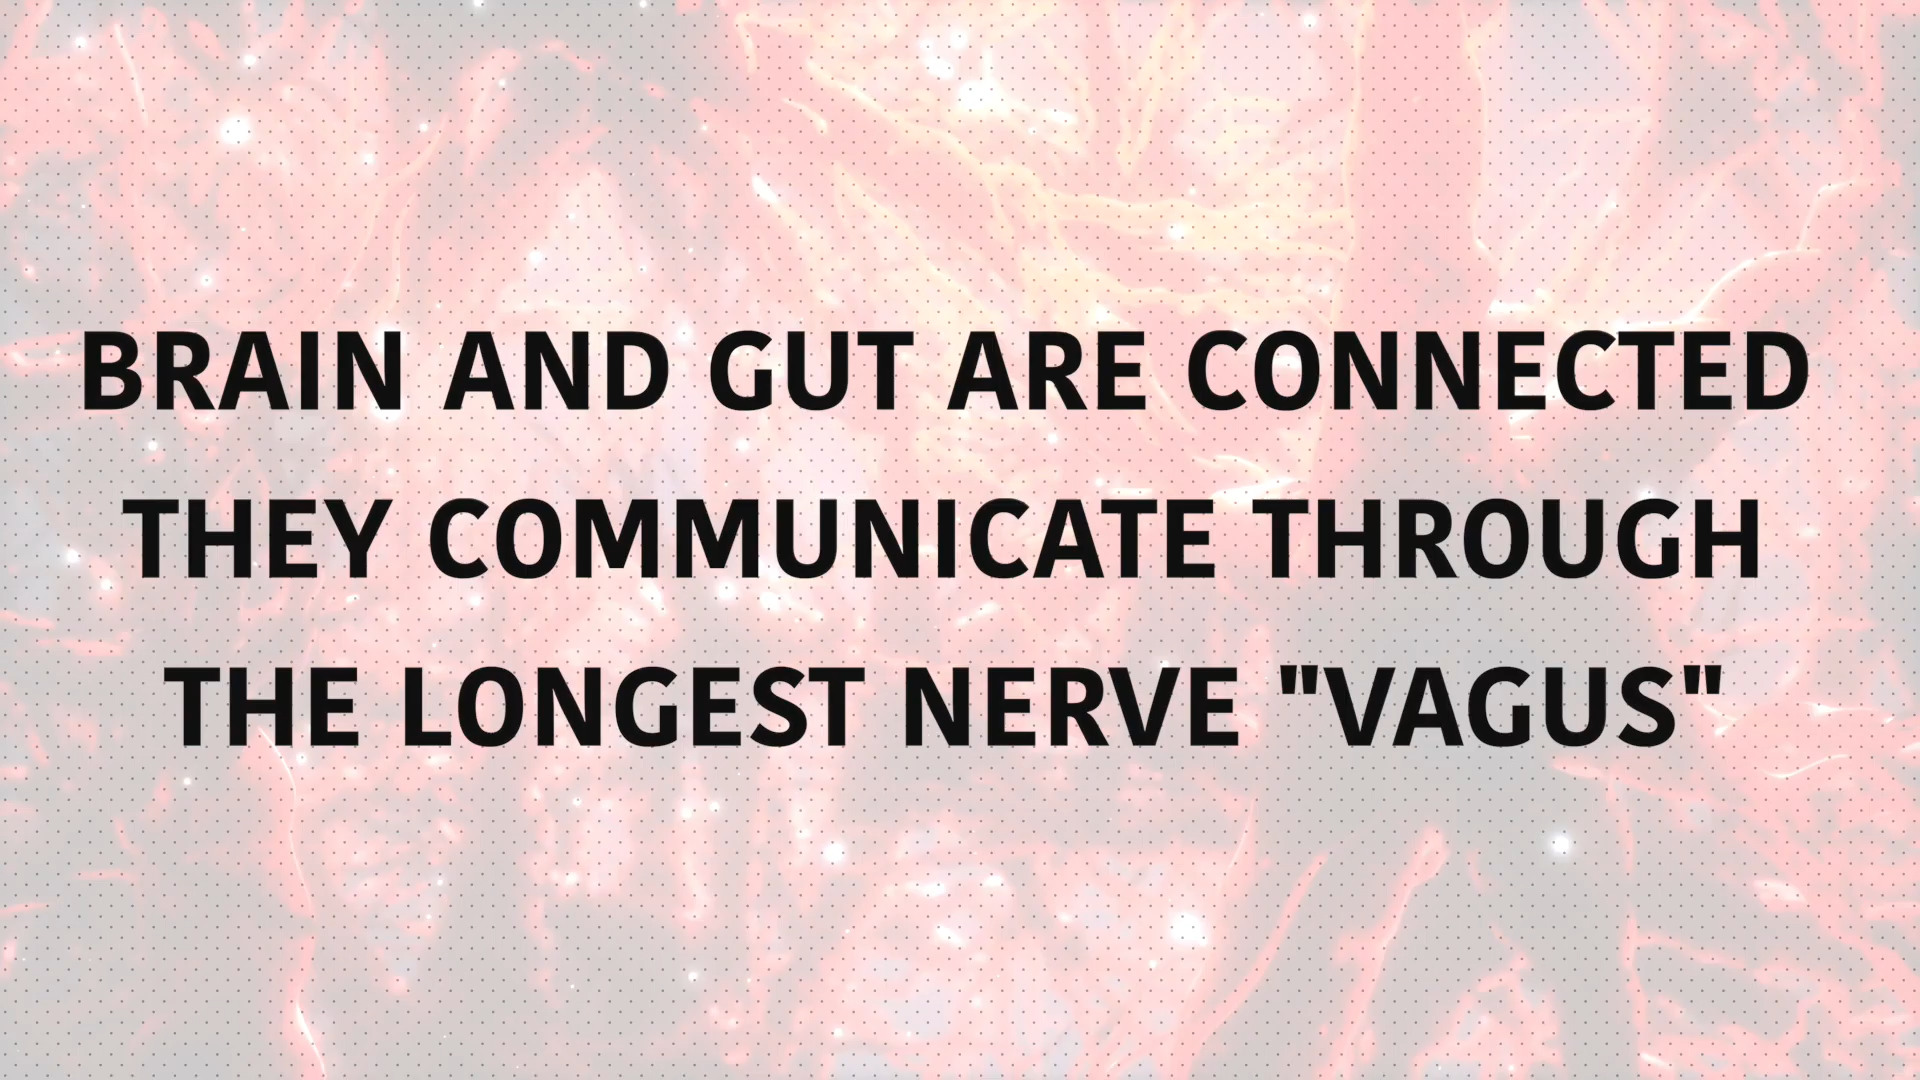 BRAIN AND GUT ARE CONNECTED
THEY COMMUNICATE THROUGH
THE LONGEST NERVE "VAGUS"